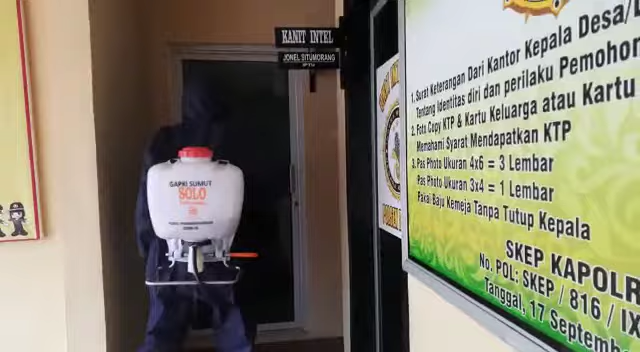 KANIT INTEL
JONEL SITUMORANG
IPTU
GAPKI SUMUT
SOLO
1. Surat Keterangan Dari Kantor Kepala Desa/L
Tentang Identitas diri dan perilaku Pemohon
2. Foto Copy KTP & Kartu Keluarga atau Kartu
Memahami Syarat Mendapatkan KTP
3. Pas Photo Ukuran 4x6 = 3 Lembar
Pas Photo Ukuran 3x4 = 1 Lembar
Pakai Baju Kemeja Tanpa Tutup Kepala
SKEP KAPOLR
No. POL: SKEP / 816 / IX
Tanggal, 17 September